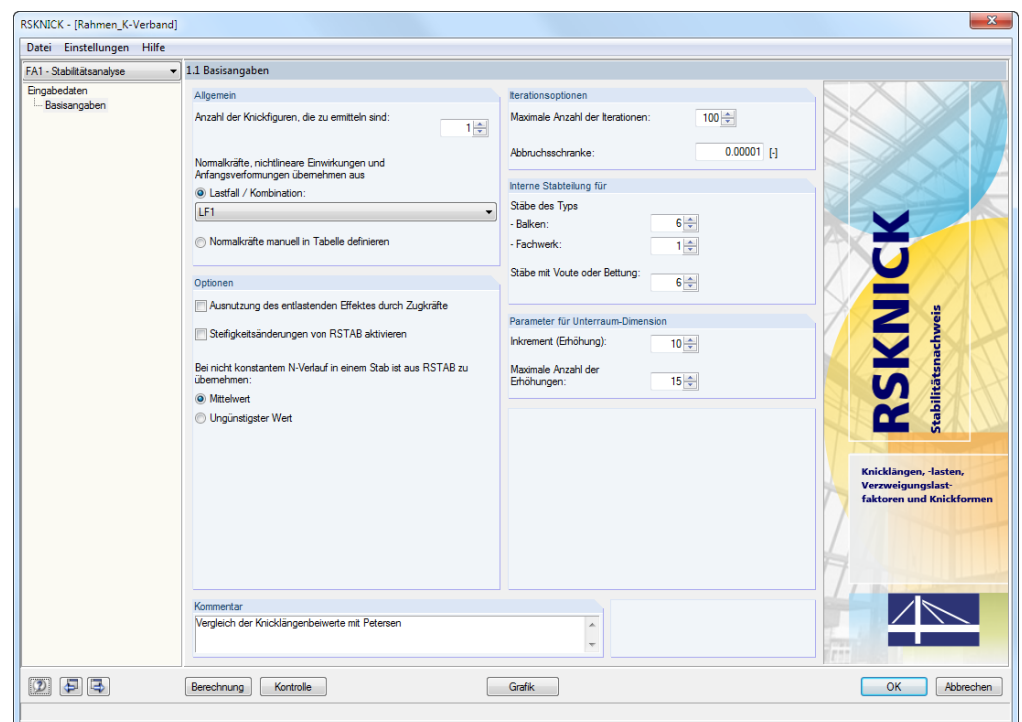 RSKNICK - [Rahmen_K-Verband]
Datei Einstellungen Hilfe
FA1 - Stabilitätsanalyse
1.1 Basisangaben
Eingabedaten
Basisangaben
Allgemein
Anzahl der Knickfiguren, die zu ermitteln sind:
1
Normalkräfte, nichtlineare Einwirkungen und
Anfangsverformungen übernehmen aus
Lastfall / Kombination:
LF1
Normalkräfte manuell in Tabelle definieren
Optionen
Ausnutzung des entlastenden Effektes durch Zugkräfte
Steifigkeitsänderungen von RSTAB aktivieren
Bei nicht konstantem N-Verlauf in einem Stab ist aus RSTAB zu
übernehmen:
Mittelwert
Ungünstigster Wert
Iterationsoptionen
Maximale Anzahl der Iterationen:
100
Abbruchsschranke:
0.00001 [-]
Interne Stabteilung für
Stäbe des Typs
- Balken:
6
- Fachwerk:
1
Stäbe mit Voute oder Bettung:
6
Parameter für Unterraum-Dimension
Inkrement (Erhöhung):
10
Maximale Anzahl der
Erhöhungen:
15
Kommentar
Vergleich der Knicklängenbeiwerte mit Petersen
RSKNICK
Stabilitätsnachweis
Knicklängen, -lasten,
Verzweigungslast-
faktoren und Knickformen
Berechnung
Kontrolle
Grafik
OK
Abbrechen